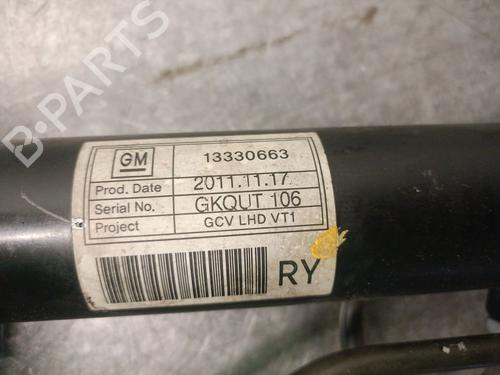 B-PARTS
GM 13330663
Prod. Date 2011.11.17
Serial No. GKQUT 106
Project GCV LHD VT1
RY